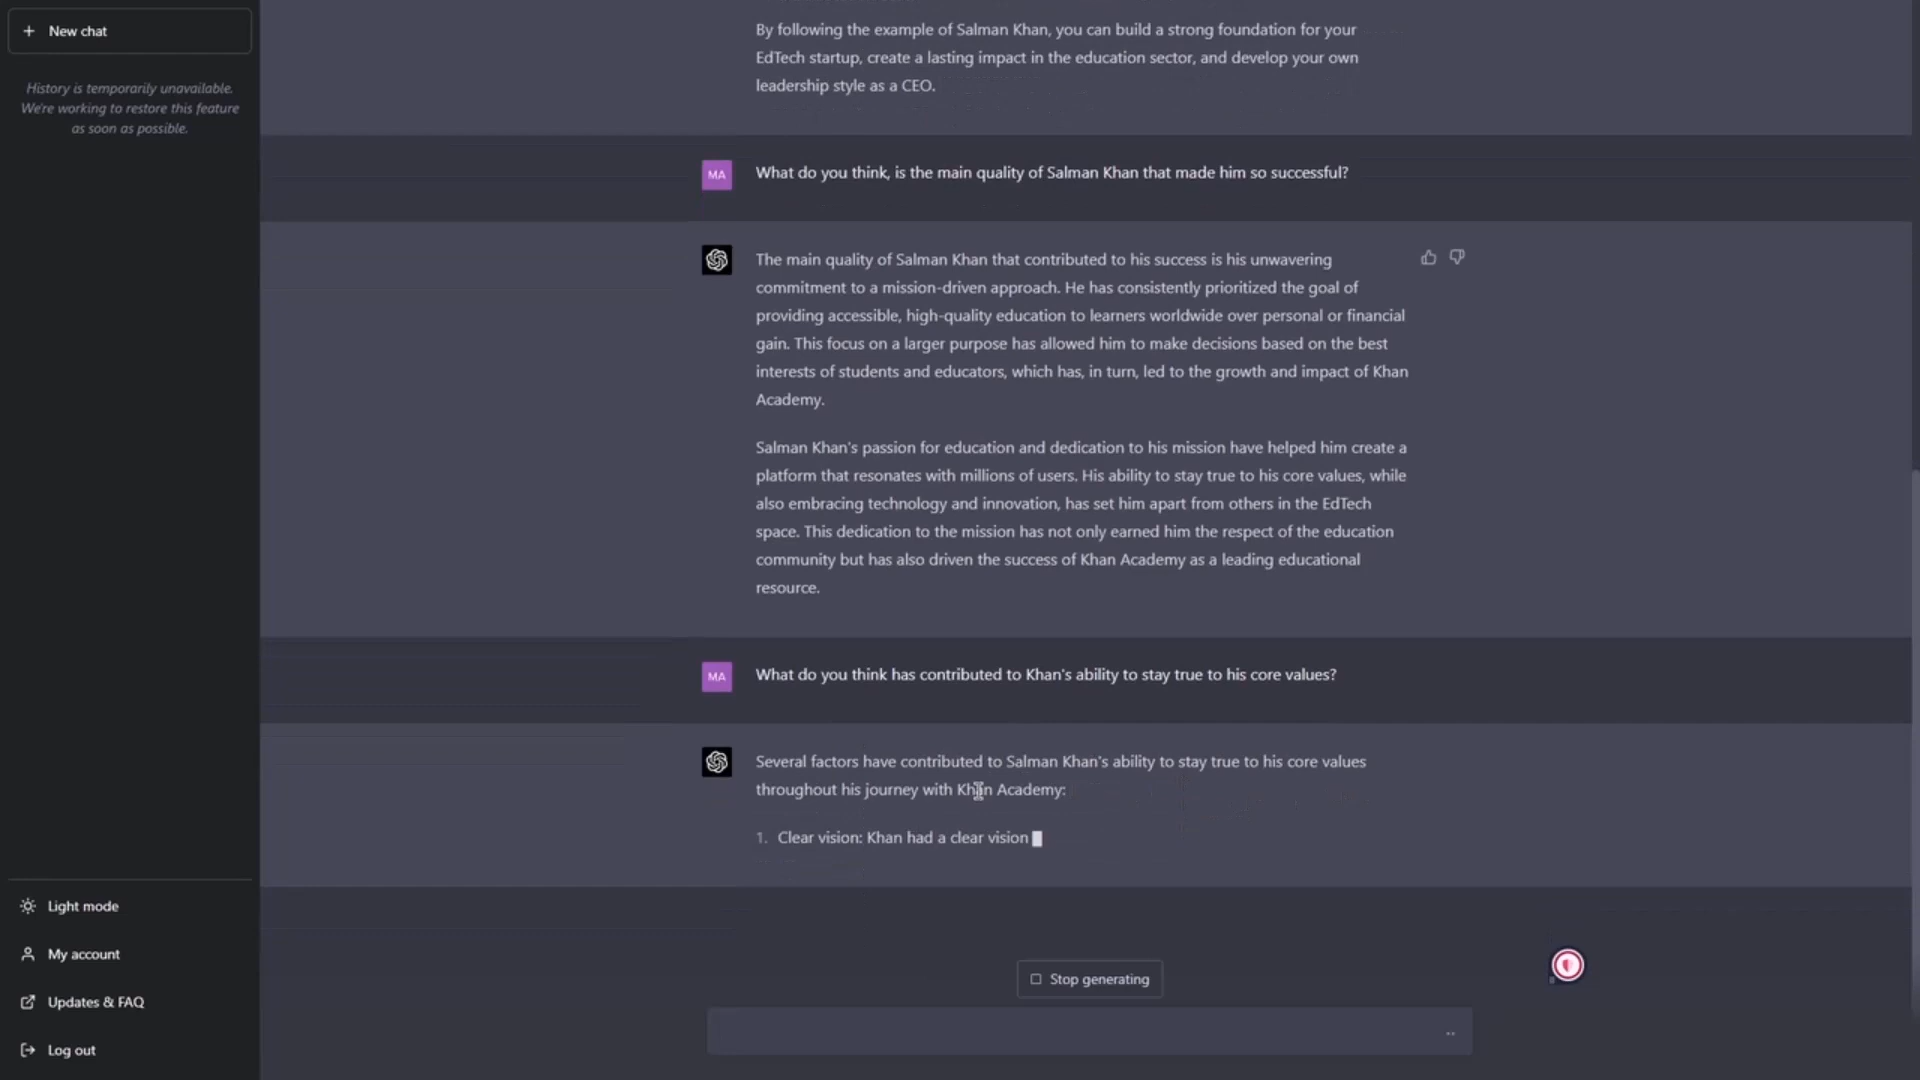 New chat
History is temporarily unavailable.
We're working to restore this feature
as soon as possible.
By following the example of Salman Khan, you can build a strong foundation for your
EdTech startup, create a lasting impact in the education sector, and develop your own
leadership style as a CEO.
MA
What do you think, is the main quality of Salman Khan that made him so successful?
The main quality of Salman Khan that contributed to his success is his unwavering
commitment to a mission-driven approach. He has consistently prioritized the goal of
providing accessible, high-quality education to learners worldwide over personal or financial
gain. This focus on a larger purpose has allowed him to make decisions based on the best
interests of students and educators, which has, in turn, led to the growth and impact of Khan
Academy.
Salman Khan's passion for education and dedication to his mission have helped him create a
platform that resonates with millions of users. His ability to stay true to his core values, while
also embracing technology and innovation, has set him apart from others in the EdTech
space. This dedication to the mission has not only earned him the respect of the education
community but has also driven the success of Khan Academy as a leading educational
resource.
MA
What do you think has contributed to Khan's ability to stay true to his core values?
Several factors have contributed to Salman Khan's ability to stay true to his core values
throughout his journey with Khan Academy:
1. Clear vision: Khan had a clear vision
Stop generating
Light mode
My account
Updates & FAQ
Log out